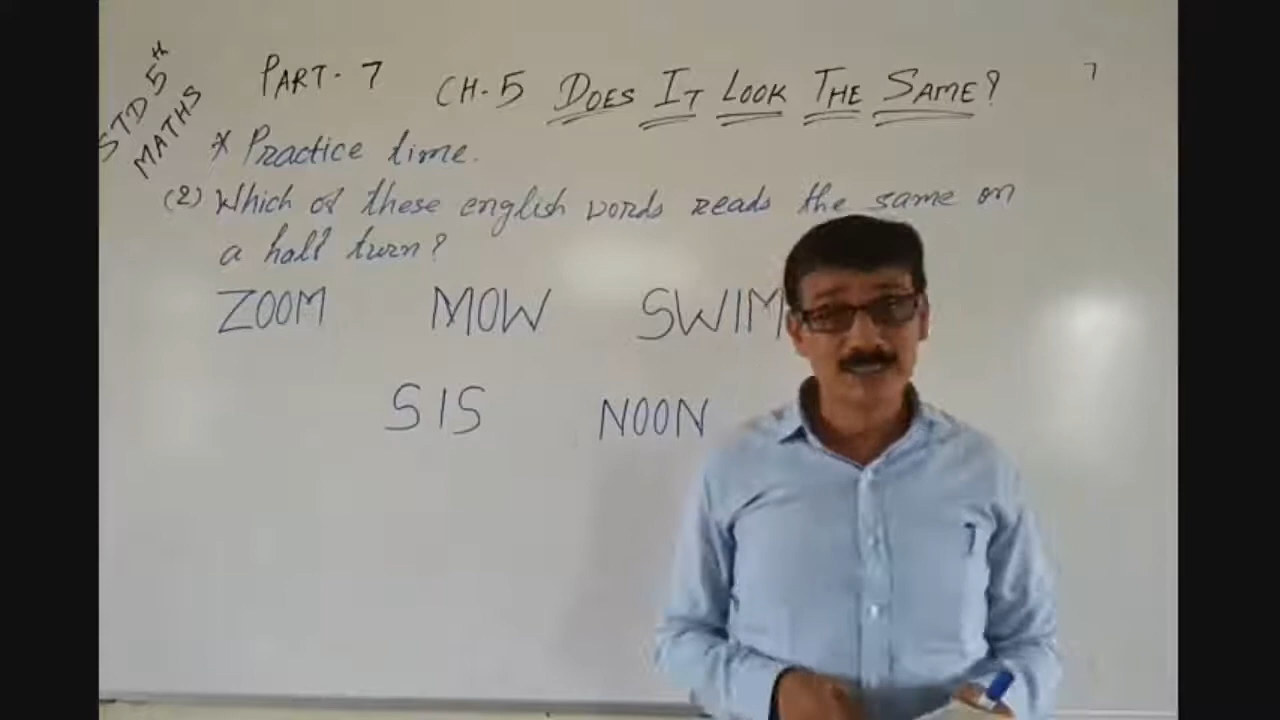 STD 5th
MATHS
PART- 7 CH-5 DOES IT LOOK THE SAME?
* Practice time.
(2) Which of these english words reads the same on
a half turn?
ZOOM MOW SWIM
SIS NOON